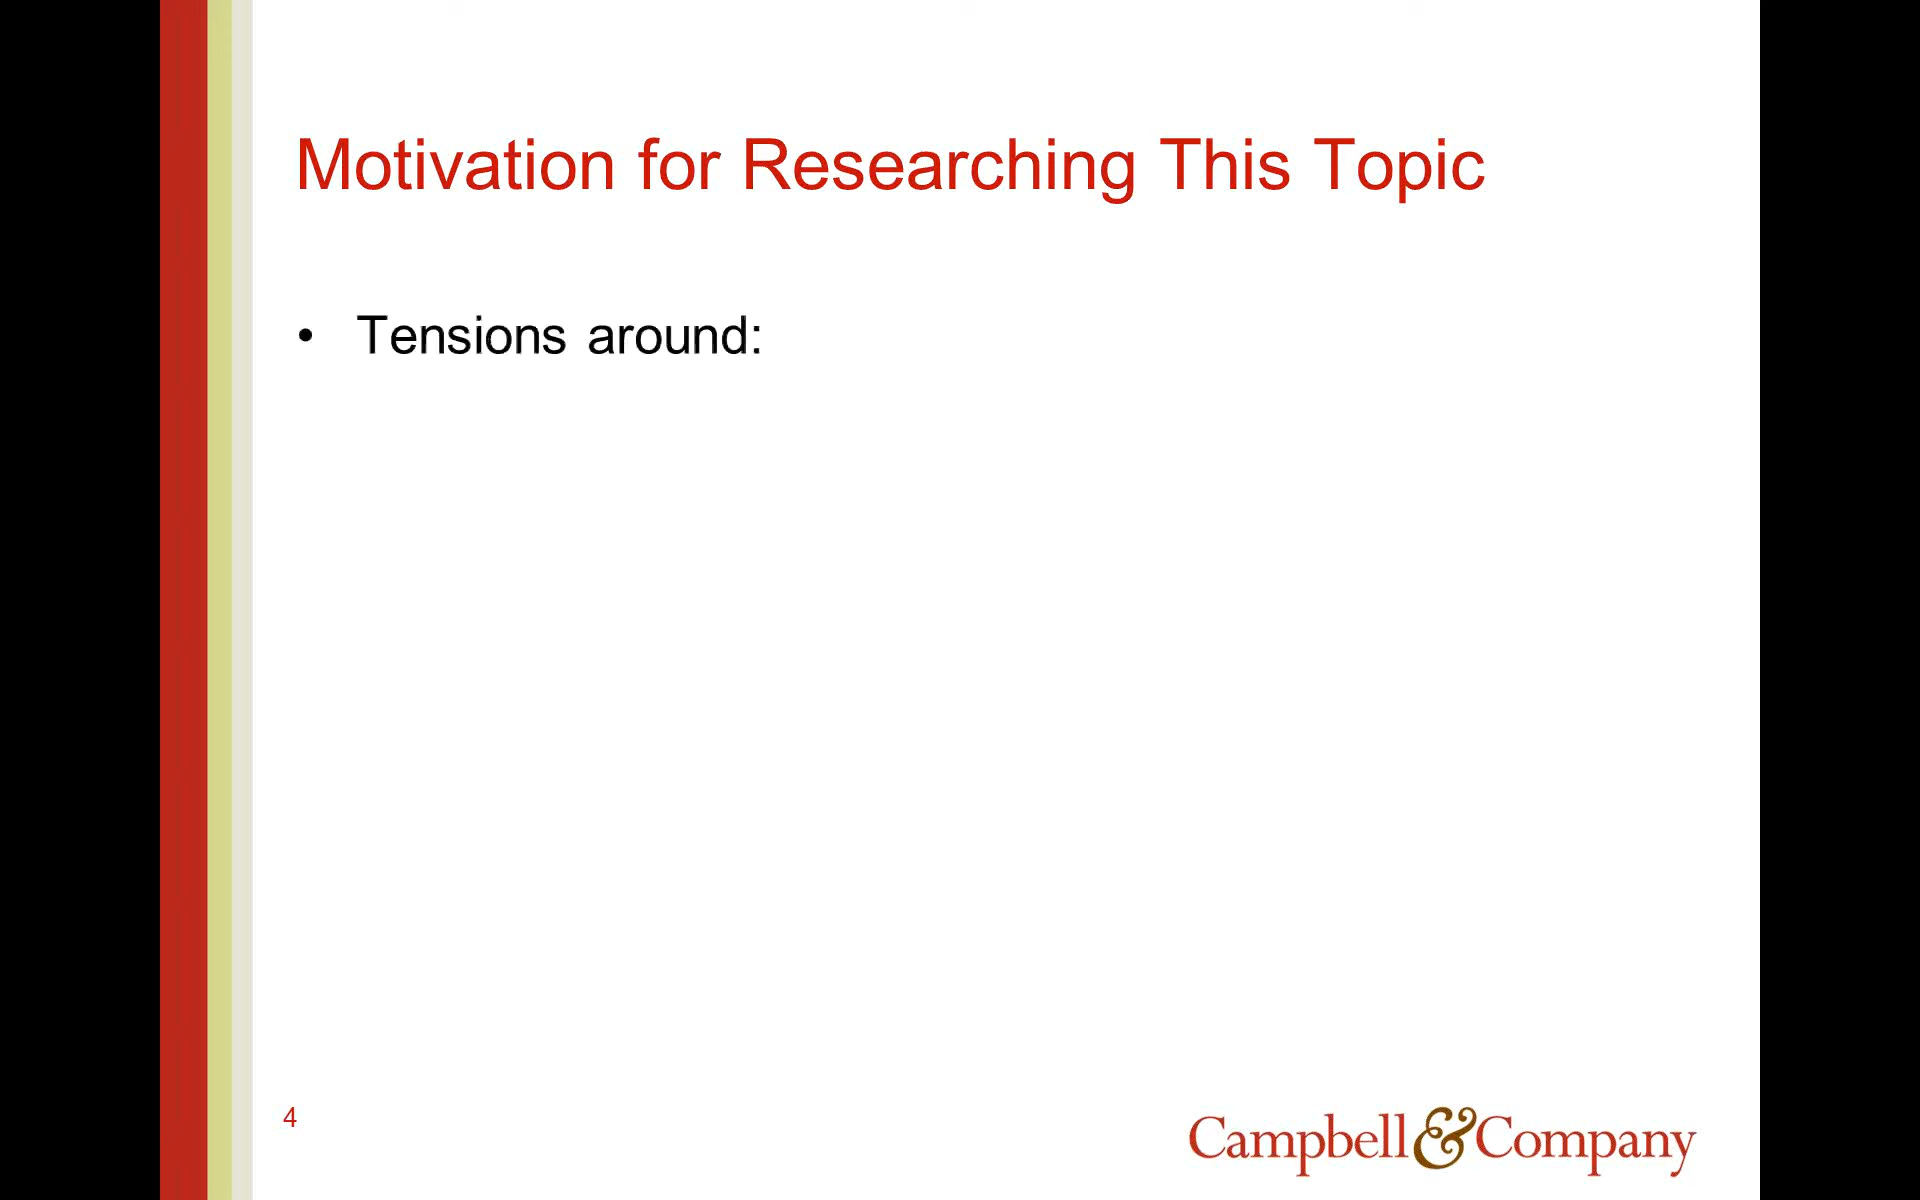 Motivation for Researching This Topic
• Tensions around:
4
Campbell&Company